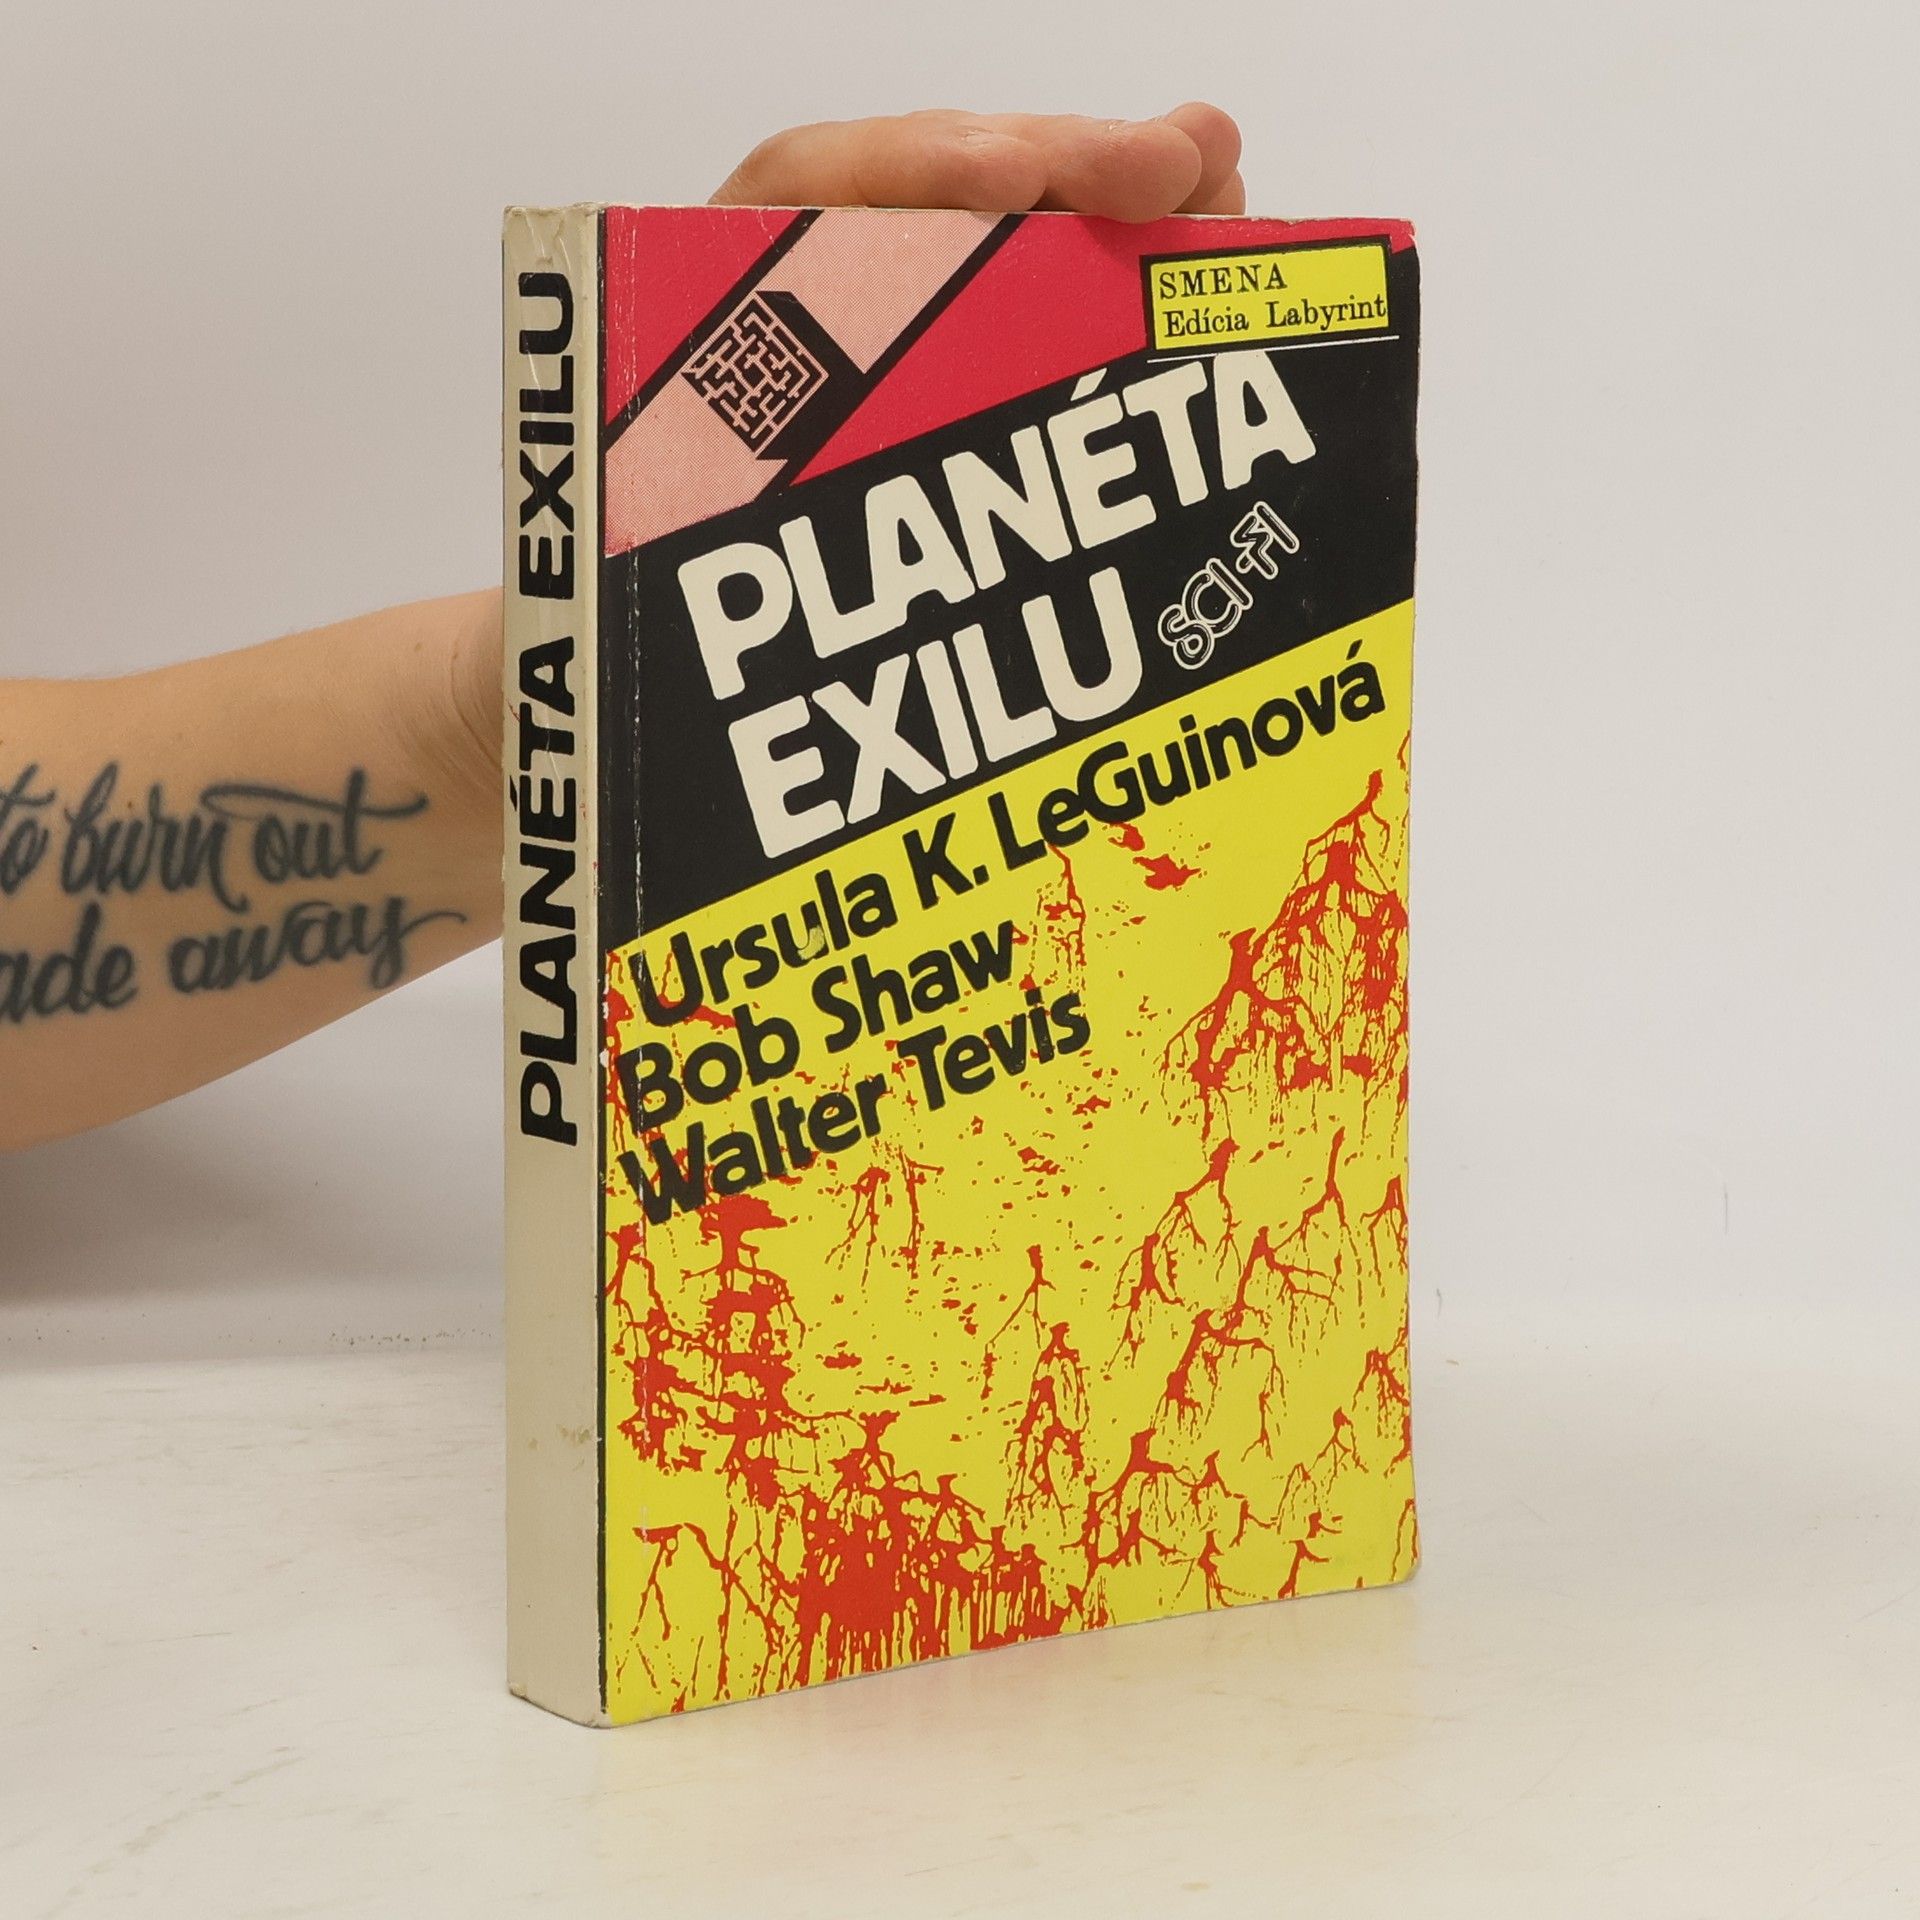 SMENA
Edícia Labyrint
PLANÉTA
EXILU
SCI-FI
Ursula K. LeGuinová
Bob Shaw
Walter Tevis
PLANÉTA EXILU
to burn out
ade away